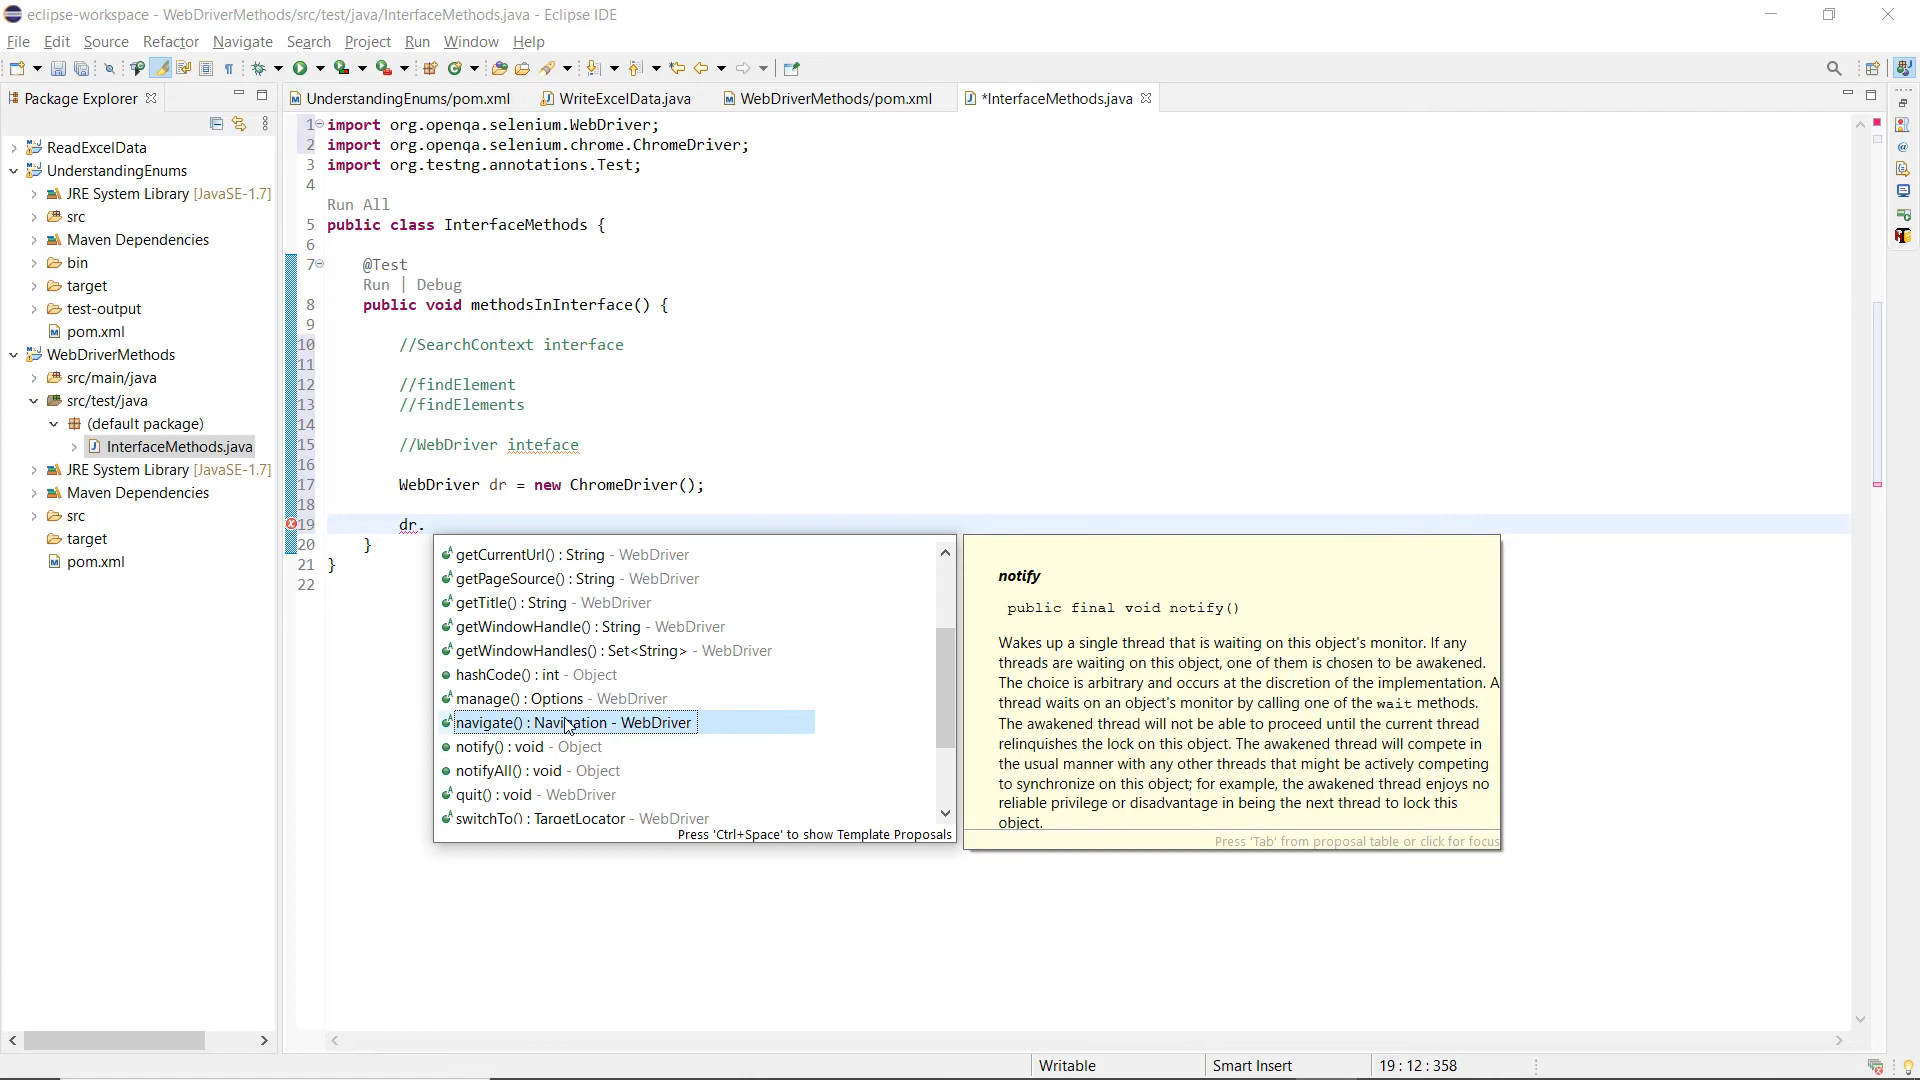 eclipse-workspace - WebDriverMethods/src/test/java/InterfaceMethods.java - Eclipse IDE
File Edit Source Refactor Navigate Search Project Run Window Help
Package Explorer
UnderstandingEnums/pom.xml WriteExcelData.java WebDriverMethods/pom.xml *InterfaceMethods.java
ReadExcelData
UnderstandingEnums
JRE System Library [JavaSE-1.7]
src
Maven Dependencies
bin
target
test-output
pom.xml
WebDriverMethods
src/main/java
src/test/java
(default package)
InterfaceMethods.java
JRE System Library [JavaSE-1.7]
Maven Dependencies
src
target
pom.xml
1 import org.openqa.selenium.WebDriver;
2 import org.openqa.selenium.chrome.ChromeDriver;
3 import org.testng.annotations.Test;
4
Run All
5 public class InterfaceMethods {
6
7 @Test
Run | Debug
8 public void methodsInInterface() {
9
10 //SearchContext interface
11
12 //findElement
13 //findElements
14
15 //WebDriver inteface
16
17 WebDriver dr = new ChromeDriver();
18
19 dr.
20 }
21 }
22
getCurrentUrl() : String - WebDriver
getPageSource() : String - WebDriver
getTitle() : String - WebDriver
getWindowHandle() : String - WebDriver
getWindowHandles() : Set<String> - WebDriver
hashCode() : int - Object
manage() : Options - WebDriver
navigate() : Navigation - WebDriver
notify() : void - Object
notifyAll() : void - Object
quit() : void - WebDriver
switchTo() : TargetLocator - WebDriver
Press 'Ctrl+Space' to show Template Proposals
notify
public final void notify()
Wakes up a single thread that is waiting on this object's monitor. If any
threads are waiting on this object, one of them is chosen to be awakened.
The choice is arbitrary and occurs at the discretion of the implementation. A
thread waits on an object's monitor by calling one of the wait methods.
The awakened thread will not be able to proceed until the current thread
relinquishes the lock on this object. The awakened thread will compete in
the usual manner with any other threads that might be actively competing
to synchronize on this object; for example, the awakened thread enjoys no
reliable privilege or disadvantage in being the next thread to lock this
object.
Press 'Tab' from proposal table or click for focus
Writable Smart Insert 19 : 12 : 358